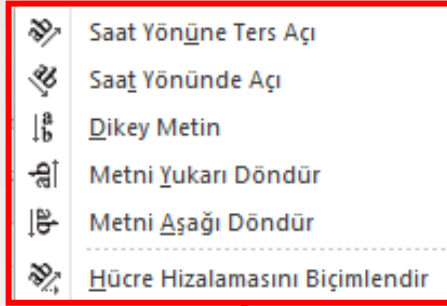 Saat Yönüne Ters Açı
Saat Yönünde Açı
Dikey Metin
Metni Yukarı Döndür
Metni Aşağı Döndür
Hücre Hizalamasını Biçimlendir